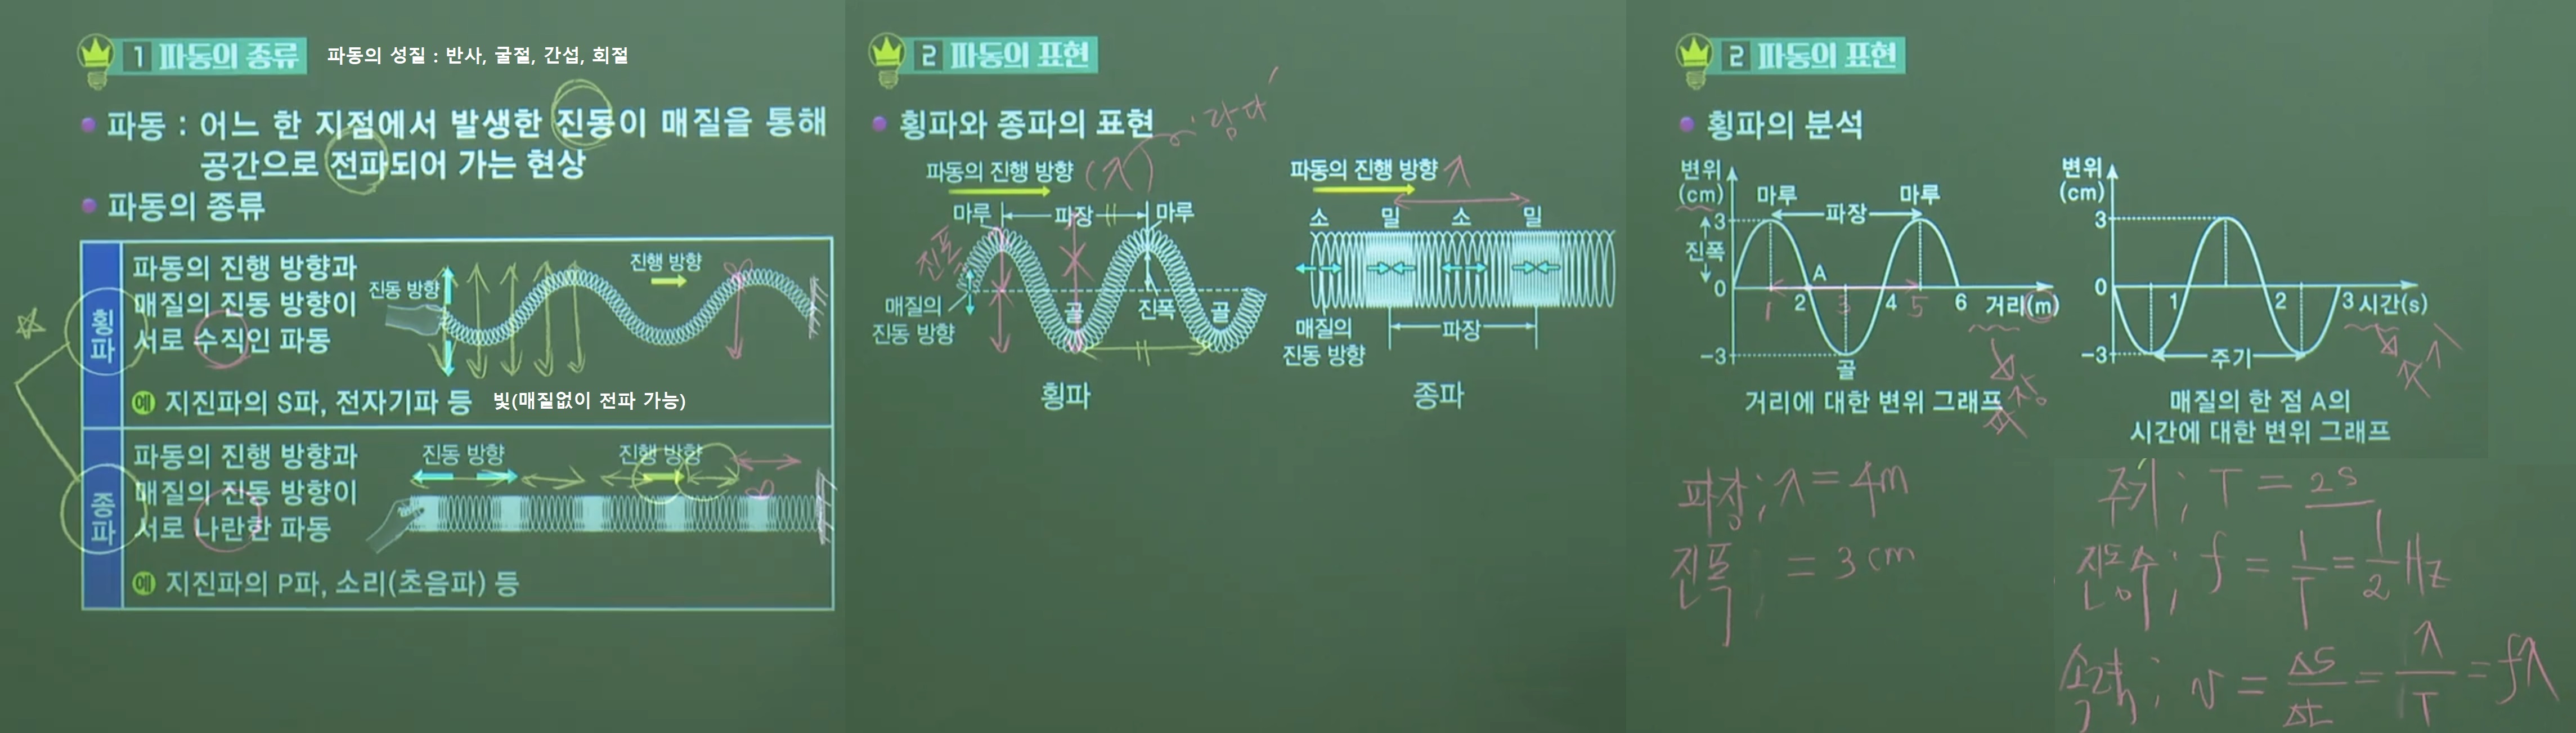 1 파동의 종류
파동의 성질 : 반사, 굴절, 간섭, 회절
파동 : 어느 한 지점에서 발생한 진동이 매질을 통해
공간으로 전파되어 가는 현상
파동의 종류
횡파
파동의 진행 방향과
매질의 진동 방향이
서로 수직인 파동
진동 방향
진행 방향
예 지진파의 S파, 전자기파 등
빛(매질없이 전파 가능)
종파
파동의 진행 방향과
매질의 진동 방향이
서로 나란한 파동
진동 방향
진행 방향
예 지진파의 P파, 소리(초음파) 등
2 파동의 표현
횡파와 종파의 표현
파동의 진행 방향 (λ) '람다'
마루
파장
마루
진폭
매질의
진동 방향
골
진폭
골
횡파
파동의 진행 방향 λ
소 밀 소 밀
매질의
진동 방향
파장
종파
2 파동의 표현
횡파의 분석
변위
(cm)
마루
마루
3
파장
진폭
A
0 1 2 3 4 5 6 거리(m)
-3
골
파장
거리에 대한 변위 그래프
변위
(cm)
3
0 1 2 3 시간(s)
-3
주기
주기
매질의 한 점 A의
시간에 대한 변위 그래프
파장; λ = 4m
진폭 = 3cm
주기; T = 2s
진동수; f = 1/T = 1/2 Hz
속력; v = ΔS/Δt = λ/T = fλ